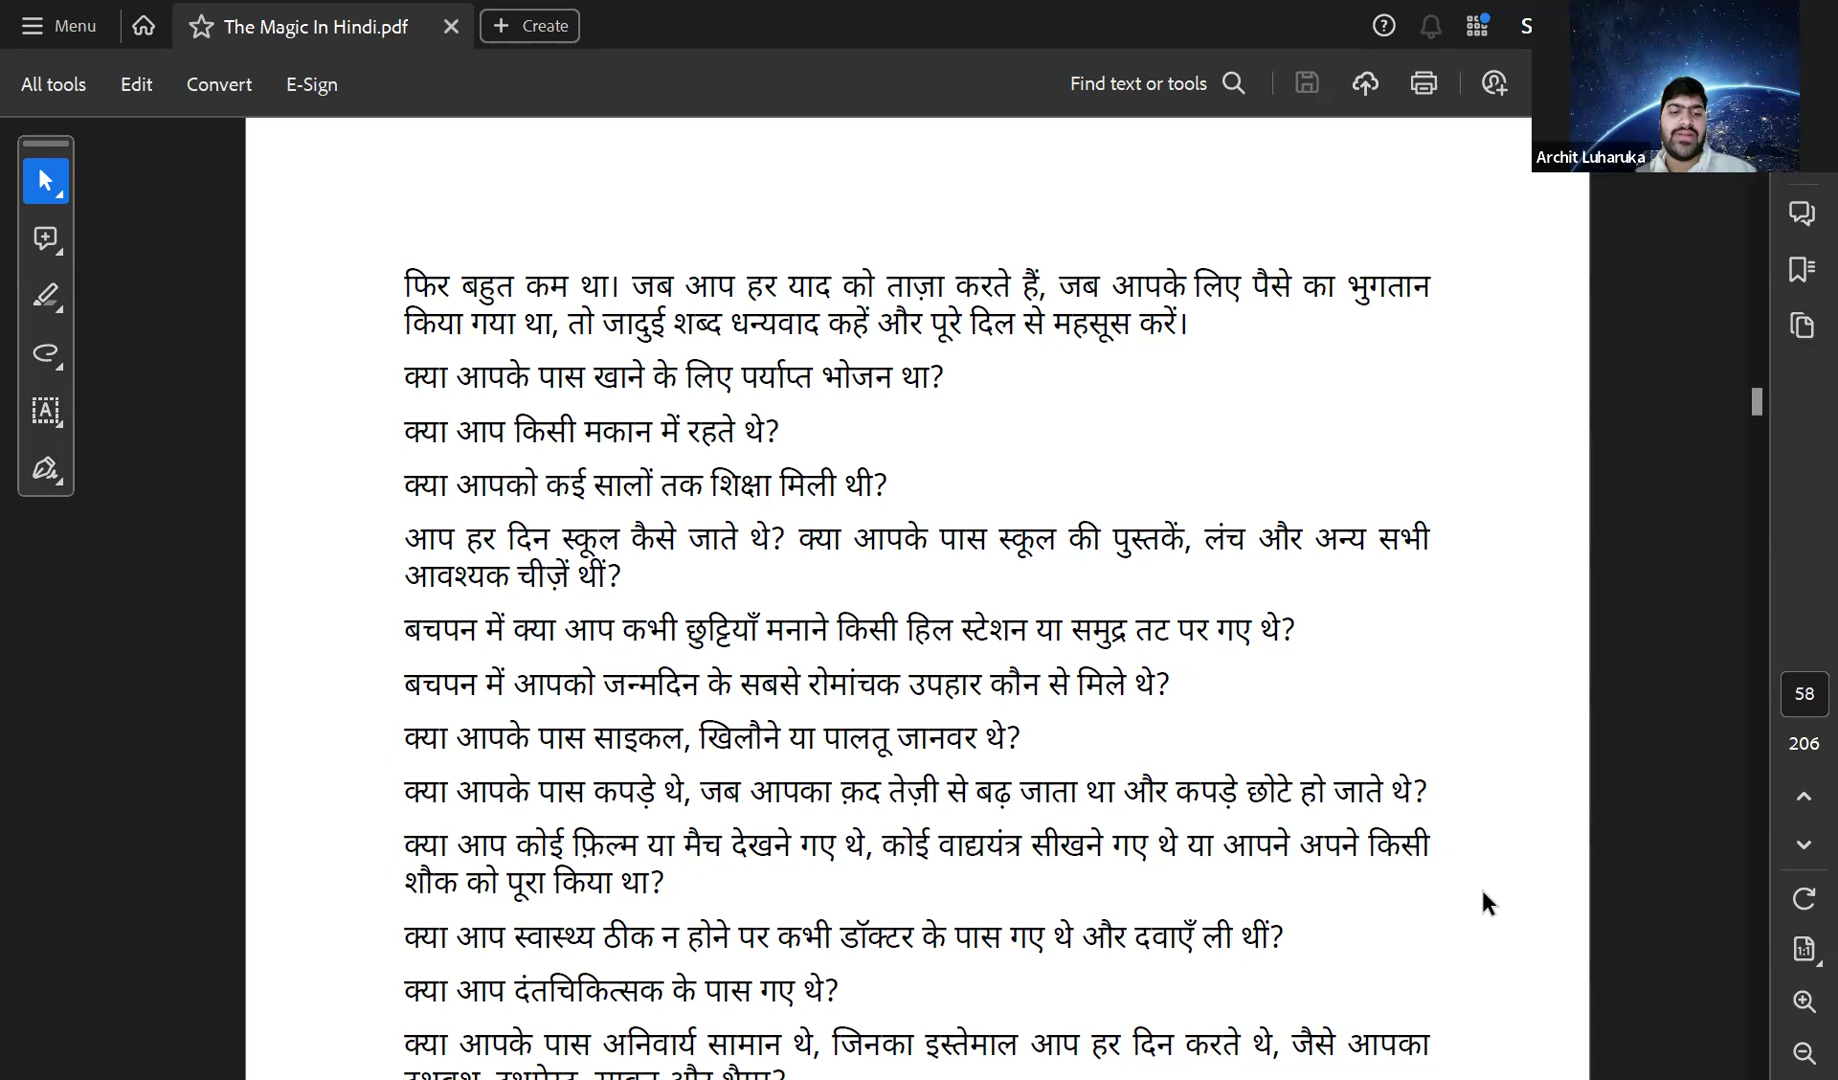 Menu
The Magic In Hindi.pdf
Create
All tools
Edit
Convert
E-Sign
Find text or tools
Archit Luharuka
फिर बहुत कम था। जब आप हर याद को ताज़ा करते हैं, जब आपके लिए पैसे का भुगतान
किया गया था, तो जादुई शब्द धन्यवाद कहें और पूरे दिल से महसूस करें।
क्या आपके पास खाने के लिए पर्याप्त भोजन था?
क्या आप किसी मकान में रहते थे?
क्या आपको कई सालों तक शिक्षा मिली थी?
आप हर दिन स्कूल कैसे जाते थे? क्या आपके पास स्कूल की पुस्तकें, लंच और अन्य सभी
आवश्यक चीज़ें थीं?
बचपन में क्या आप कभी छुट्टियाँ मनाने किसी हिल स्टेशन या समुद्र तट पर गए थे?
बचपन में आपको जन्मदिन के सबसे रोमांचक उपहार कौन से मिले थे?
क्या आपके पास साइकल, खिलौने या पालतू जानवर थे?
क्या आपके पास कपड़े थे, जब आपका क़द तेज़ी से बढ़ जाता था और कपड़े छोटे हो जाते थे?
क्या आप कोई फ़िल्म या मैच देखने गए थे, कोई वाद्ययंत्र सीखने गए थे या आपने अपने किसी
शौक को पूरा किया था?
क्या आप स्वास्थ्य ठीक न होने पर कभी डॉक्टर के पास गए थे और दवाएँ ली थीं?
क्या आप दंतचिकित्सक के पास गए थे?
क्या आपके पास अनिवार्य सामान थे, जिनका इस्तेमाल आप हर दिन करते थे, जैसे आपका
58
206